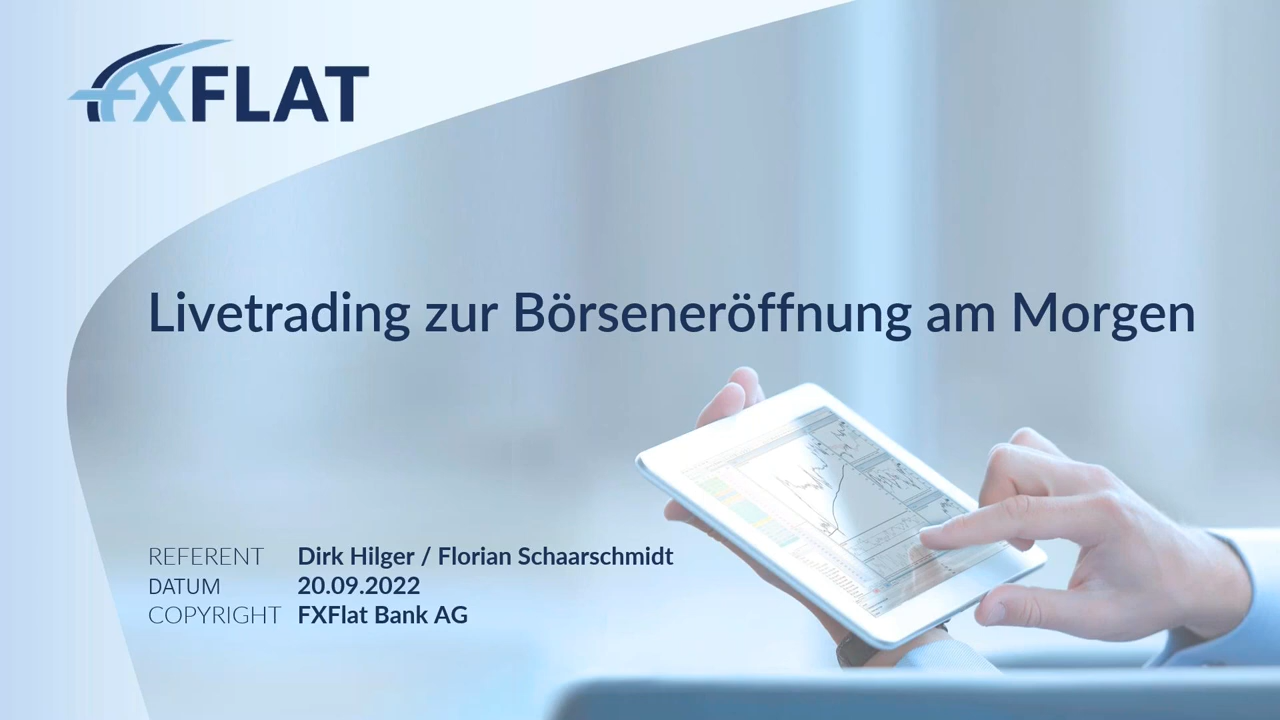 FXFLAT
Livetrading zur Börseneröffnung am Morgen
REFERENT Dirk Hilger / Florian Schaarschmidt
DATUM 20.09.2022
COPYRIGHT FXFlat Bank AG